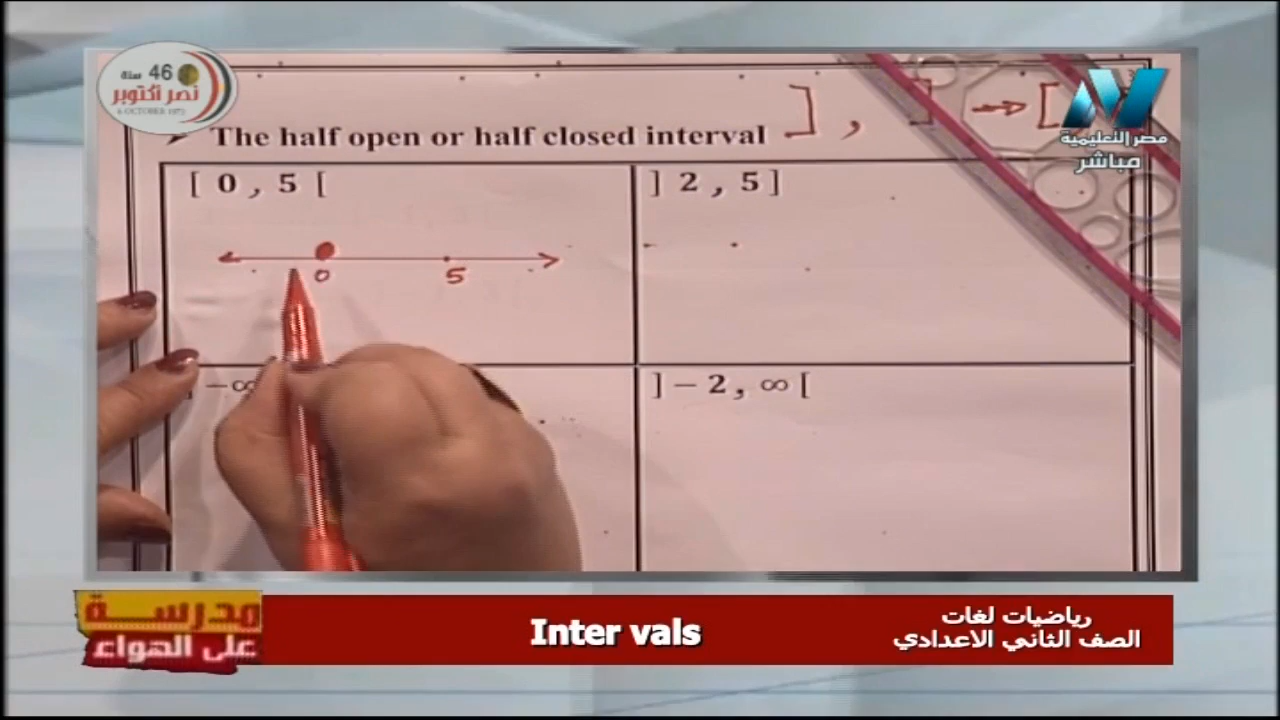 46 سنة
نصر اكتوبر
6 OCTOBER 1973
مصر التعليمية
مباشر
➤ The half open or half closed interval ] , ] → [
[ 0 , 5 [
] 2 , 5 ]
0 5
−∞
] − 2 , ∞ [
مدرسة
على الهواء
Inter vals
رياضيات لغات
الصف الثاني الاعدادي